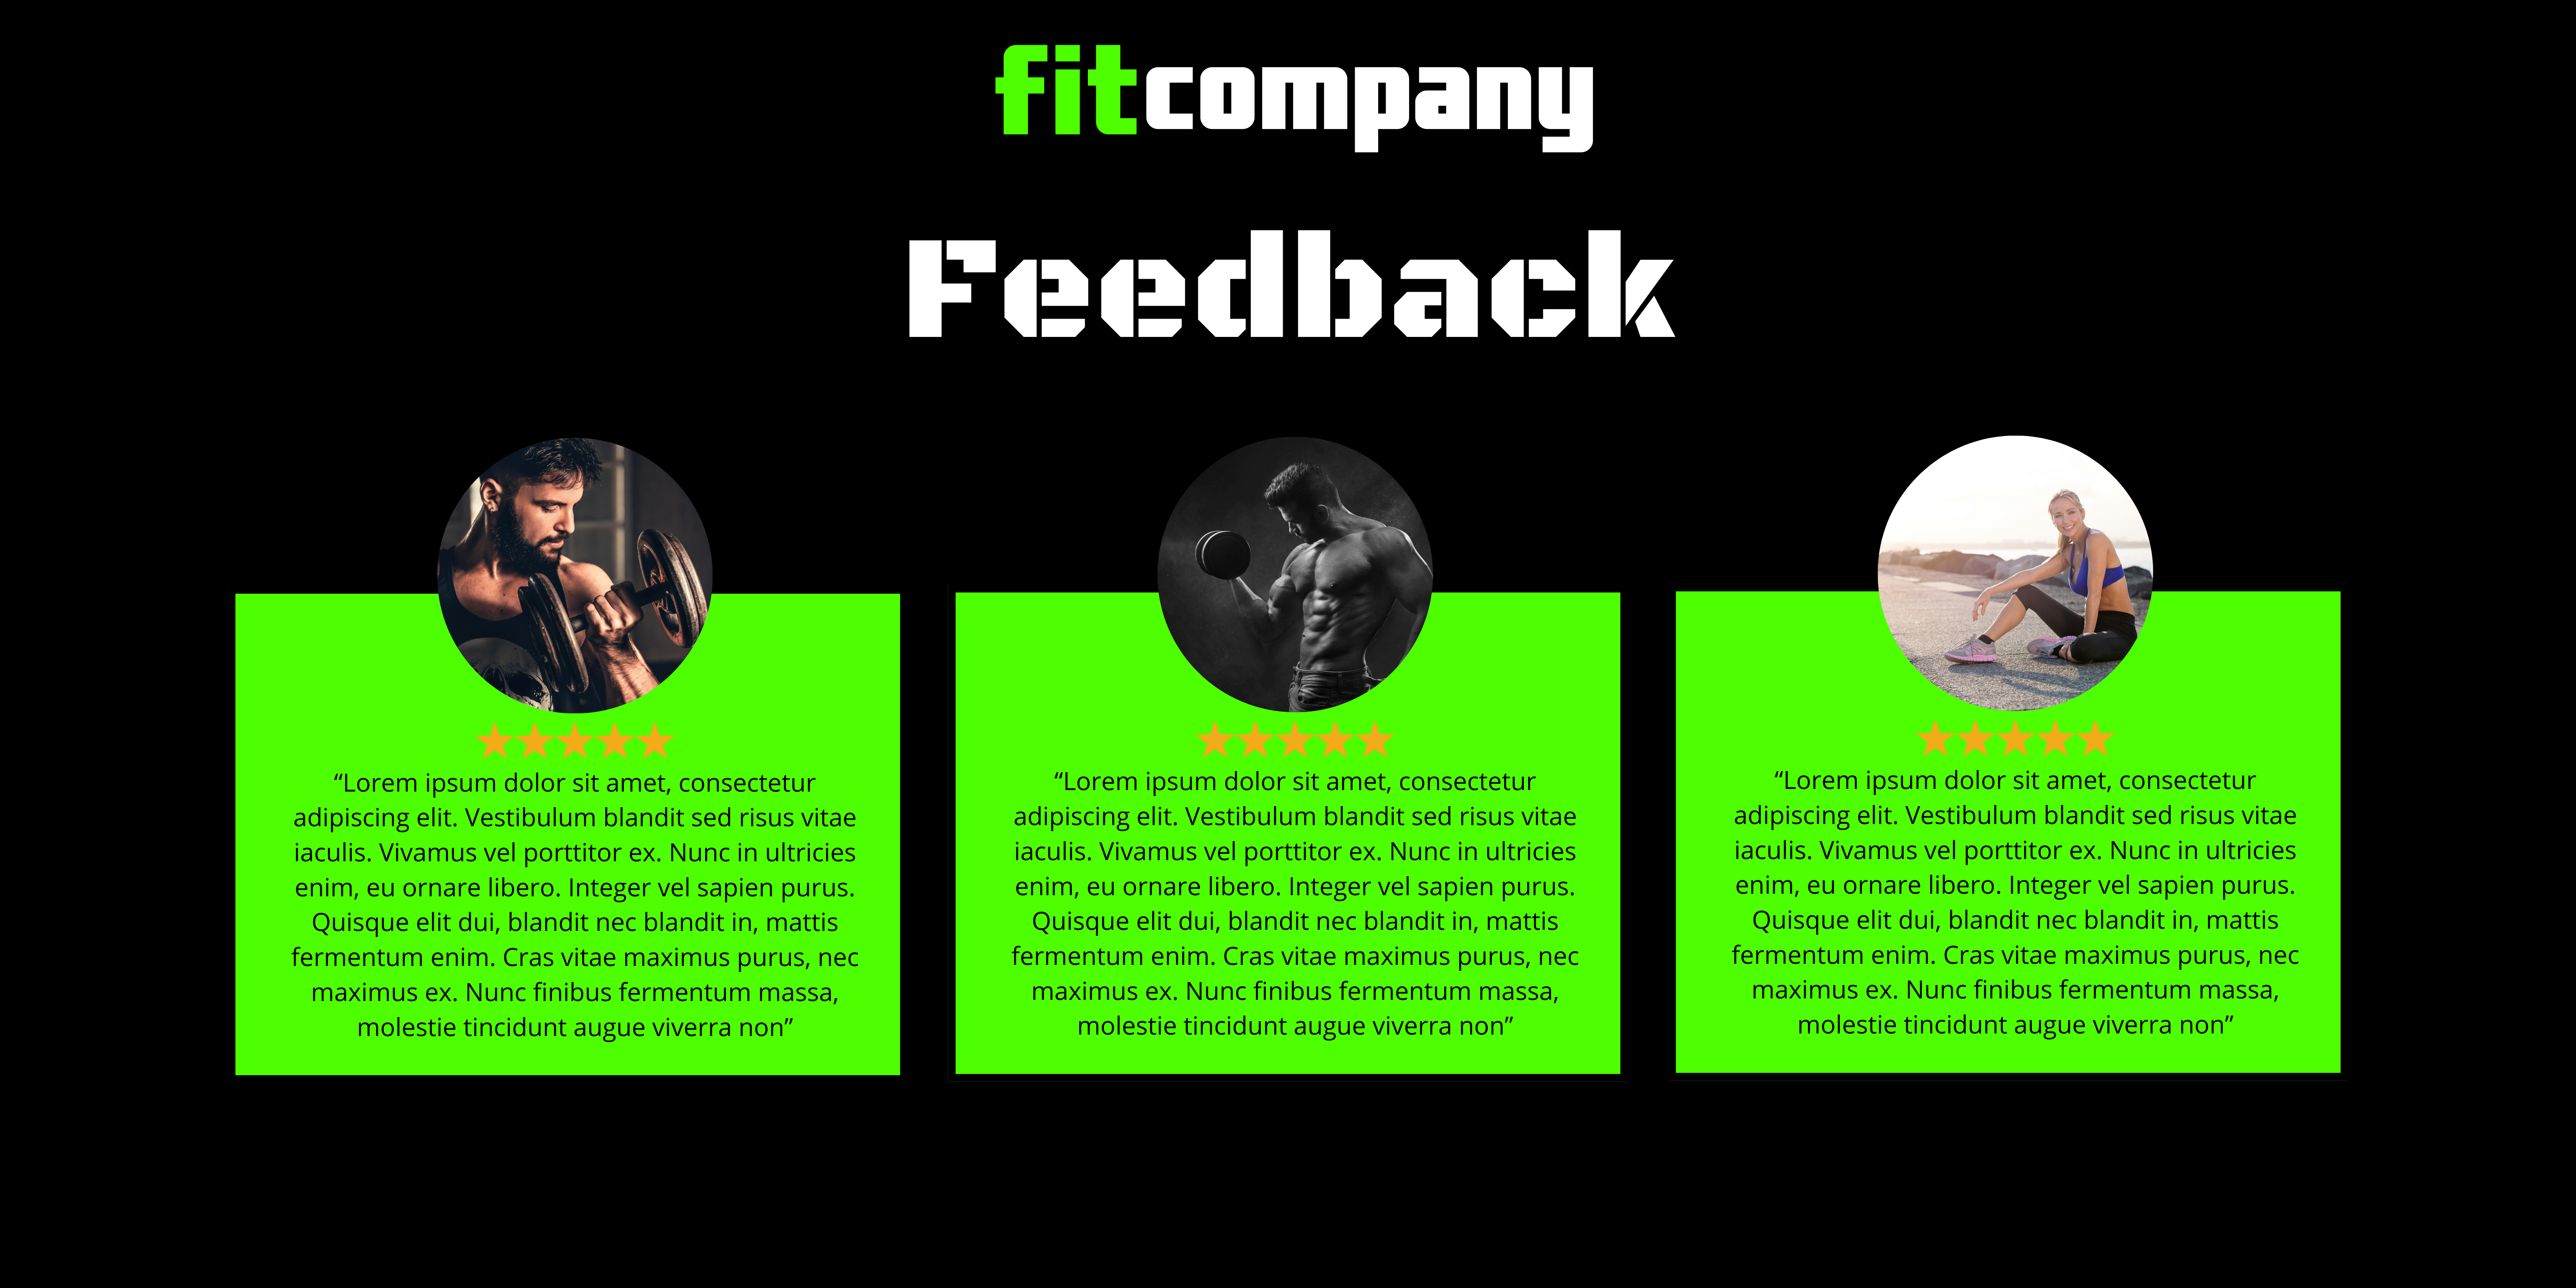 fitcompany
Feedback
“Lorem ipsum dolor sit amet, consectetur
adipiscing elit. Vestibulum blandit sed risus vitae
iaculis. Vivamus vel porttitor ex. Nunc in ultricies
enim, eu ornare libero. Integer vel sapien purus.
Quisque elit dui, blandit nec blandit in, mattis
fermentum enim. Cras vitae maximus purus, nec
maximus ex. Nunc finibus fermentum massa,
molestie tincidunt augue viverra non”
“Lorem ipsum dolor sit amet, consectetur
adipiscing elit. Vestibulum blandit sed risus vitae
iaculis. Vivamus vel porttitor ex. Nunc in ultricies
enim, eu ornare libero. Integer vel sapien purus.
Quisque elit dui, blandit nec blandit in, mattis
fermentum enim. Cras vitae maximus purus, nec
maximus ex. Nunc finibus fermentum massa,
molestie tincidunt augue viverra non”
“Lorem ipsum dolor sit amet, consectetur
adipiscing elit. Vestibulum blandit sed risus vitae
iaculis. Vivamus vel porttitor ex. Nunc in ultricies
enim, eu ornare libero. Integer vel sapien purus.
Quisque elit dui, blandit nec blandit in, mattis
fermentum enim. Cras vitae maximus purus, nec
maximus ex. Nunc finibus fermentum massa,
molestie tincidunt augue viverra non”